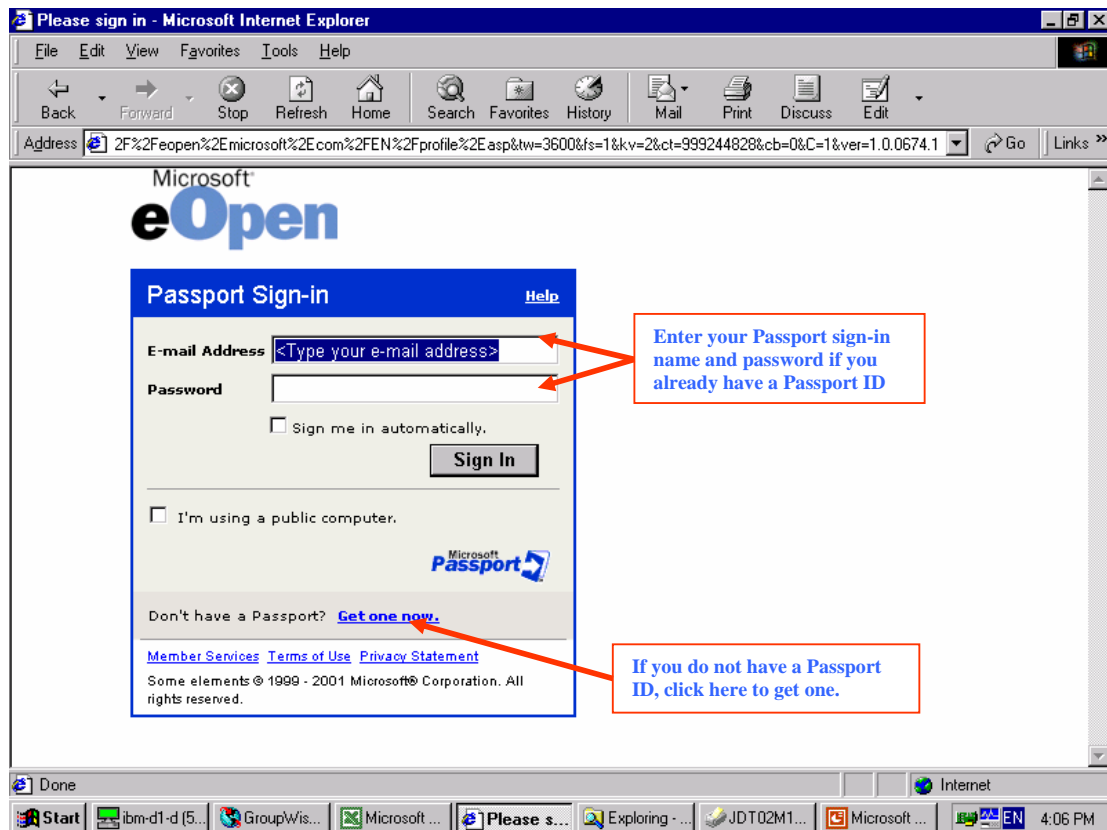 Please sign in - Microsoft Internet Explorer
File Edit View Favorites Tools Help
Back Forward Stop Refresh Home Search Favorites History Mail Print Discuss Edit
Address 2F%2Feopen%2Emicrosoft%2Ecom%2FEN%2Fprofile%2Easp&tw=3600&fs=1&kv=2&ct=999244828&cb=0&C=1&ver=1.0.0674.1 Go Links »
Microsoft
eOpen
Passport Sign-in Help
E-mail Address <Type your e-mail address>
Password
Enter your Passport sign-in
name and password if you
already have a Passport ID
Sign me in automatically.
Sign In
I'm using a public computer.
Microsoft
Passport
Don't have a Passport? Get one now.
Member Services Terms of Use Privacy Statement
Some elements © 1999 - 2001 Microsoft® Corporation. All
rights reserved.
If you do not have a Passport
ID, click here to get one.
Done Internet
Start ibm-d1-d (5... GroupWis... Microsoft ... Please s... Exploring - ... JDT02M1... Microsoft ... EN 4:06 PM